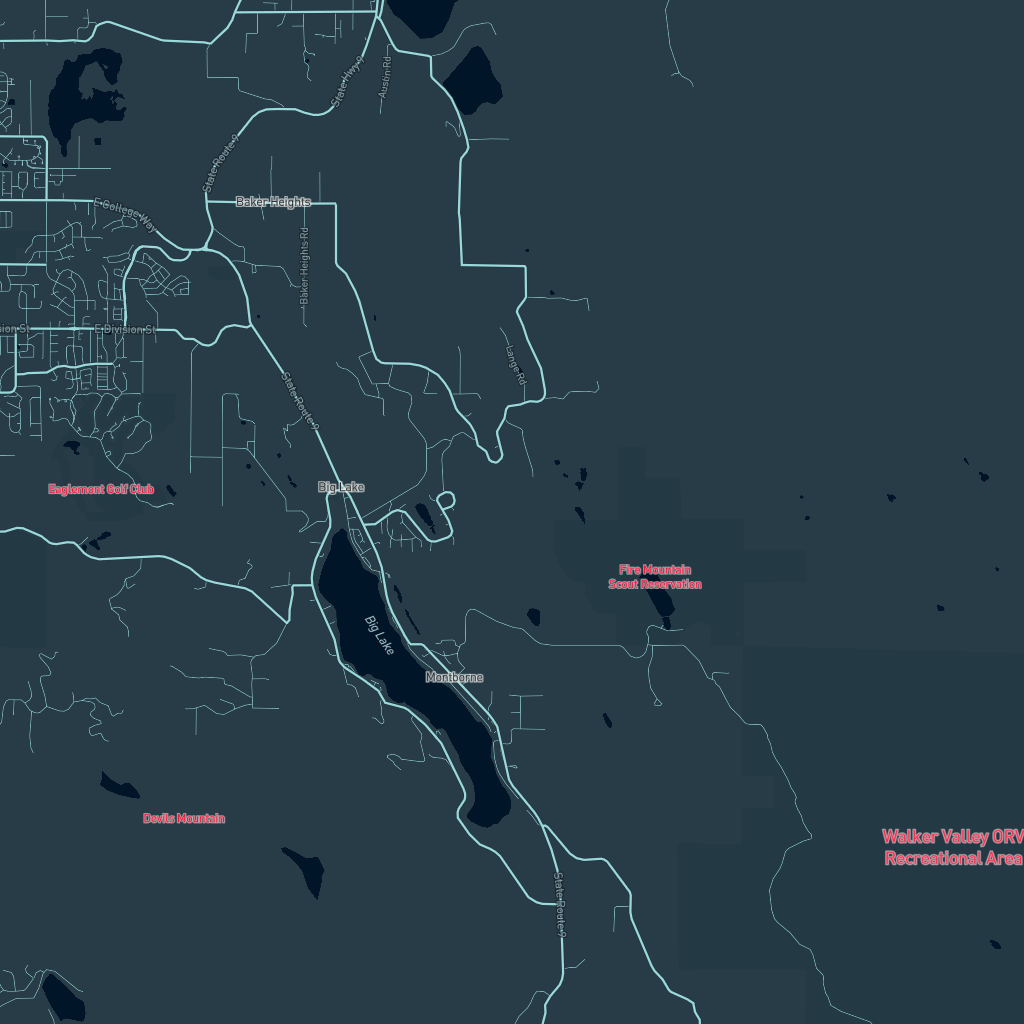 State Hwy 9
Austin Rd
State Route 9
E College Way
Baker Heights
Baker Heights Rd
sion St
E Division St
Lange Rd
State Route 9
Eaglemont Golf Club
Big Lake
Fire Mountain
Scout Reservation
Big Lake
Montborne
Devils Mountain
Walker Valley ORV
Recreational Area
State Route 9